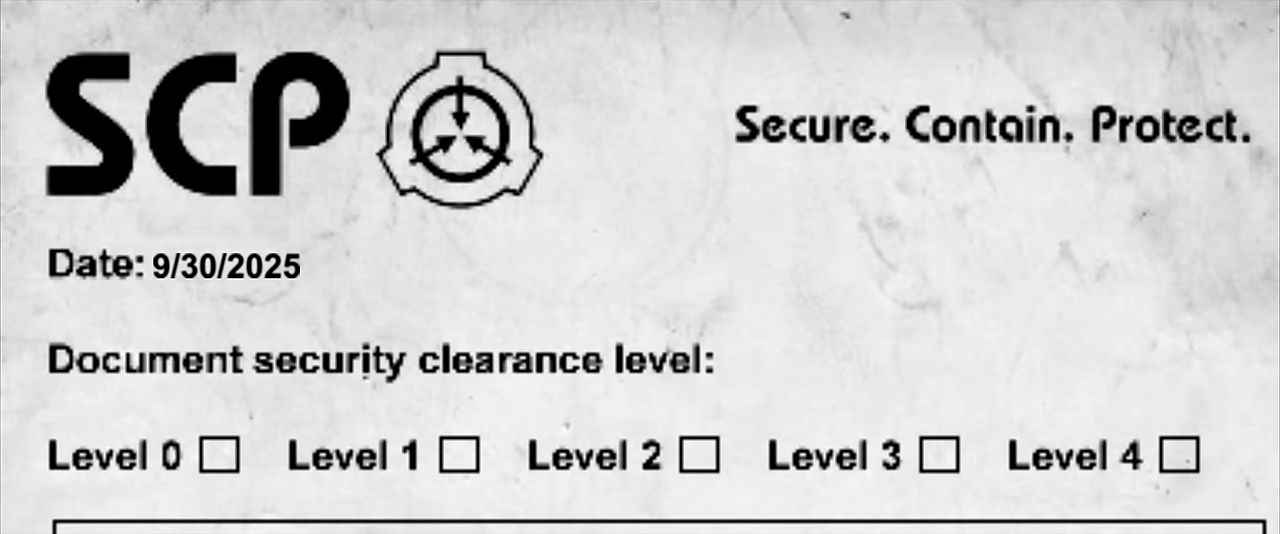 SCP
Secure. Contain. Protect.
Date: 9/30/2025
Document security clearance level:
Level 0 Level 1 Level 2 Level 3 Level 4